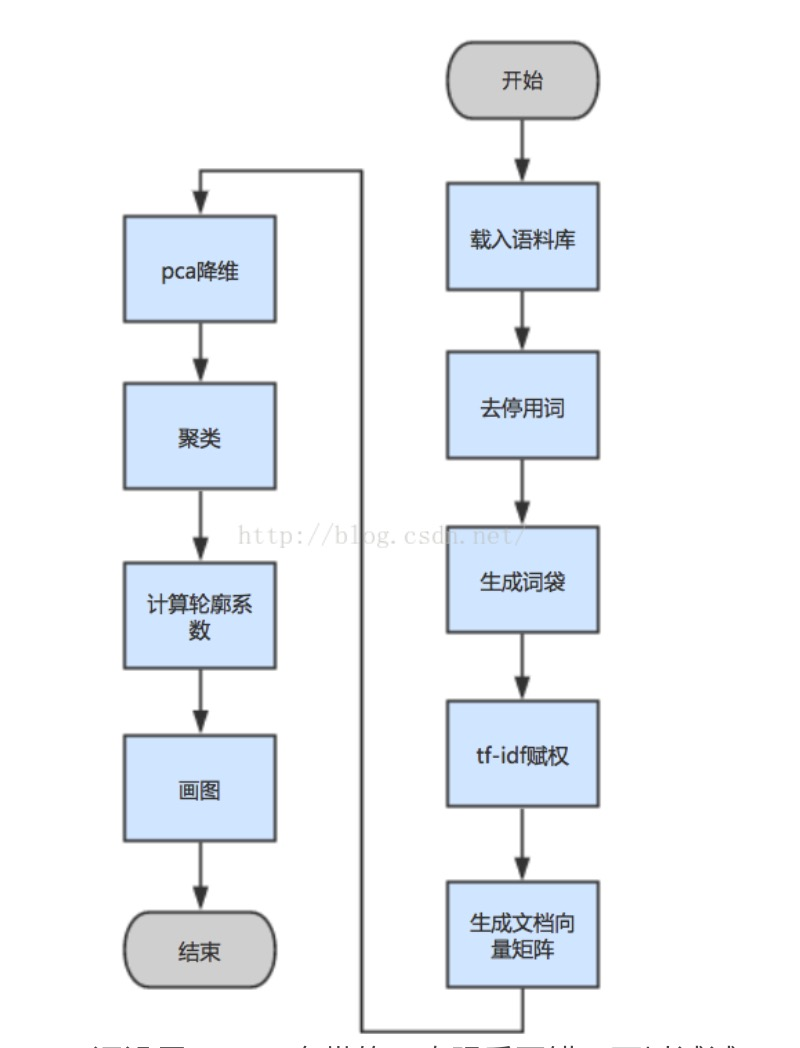 开始
载入语料库
去停用词
生成词袋
tf-idf赋权
生成文档向
量矩阵
pca降维
聚类
计算轮廓系
数
画图
结束
http://blog.csdn.net/